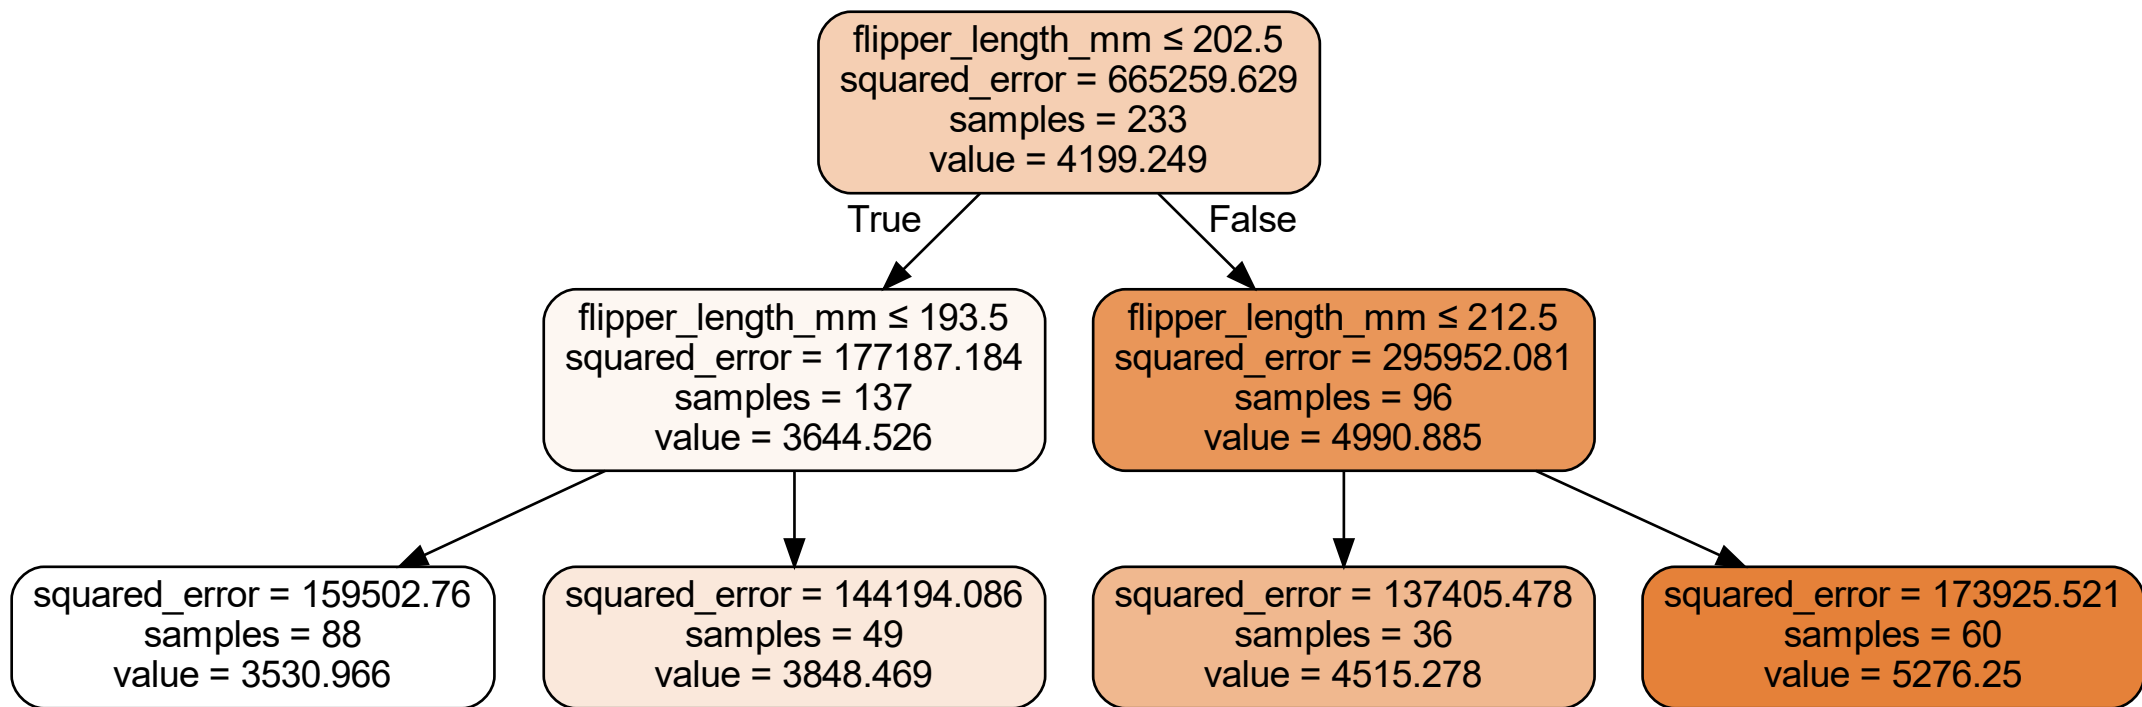 flipper_length_mm ≤ 202.5
squared_error = 665259.629
samples = 233
value = 4199.249
True
False
flipper_length_mm ≤ 193.5
squared_error = 177187.184
samples = 137
value = 3644.526
flipper_length_mm ≤ 212.5
squared_error = 295952.081
samples = 96
value = 4990.885
squared_error = 159502.76
samples = 88
value = 3530.966
squared_error = 144194.086
samples = 49
value = 3848.469
squared_error = 137405.478
samples = 36
value = 4515.278
squared_error = 173925.521
samples = 60
value = 5276.25